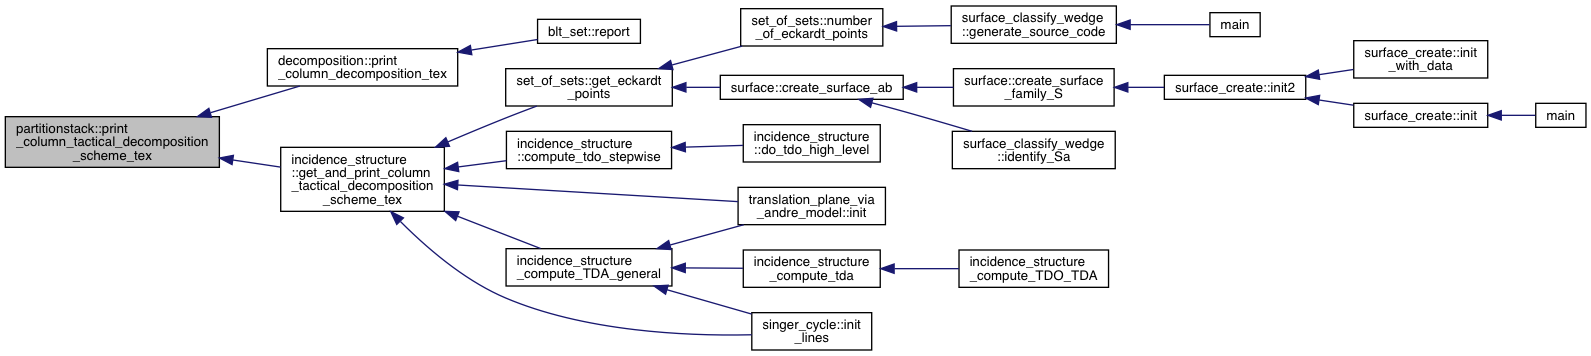 partitionstack::print
_column_tactical_decomposition
_scheme_tex
decomposition::print
_column_decomposition_tex
blt_set::report
incidence_structure
::get_and_print_column
_tactical_decomposition
_scheme_tex
set_of_sets::get_eckardt
_points
set_of_sets::number
_of_eckardt_points
surface_classify_wedge
::generate_source_code
main
surface::create_surface_ab
surface::create_surface
_family_S
surface_create::init2
surface_create::init
_with_data
surface_create::init
main
surface_classify_wedge
::identify_Sa
incidence_structure
::compute_tdo_stepwise
incidence_structure
::do_tdo_high_level
translation_plane_via
_andre_model::init
incidence_structure
_compute_TDA_general
incidence_structure
_compute_tda
incidence_structure
_compute_TDO_TDA
singer_cycle::init
_lines